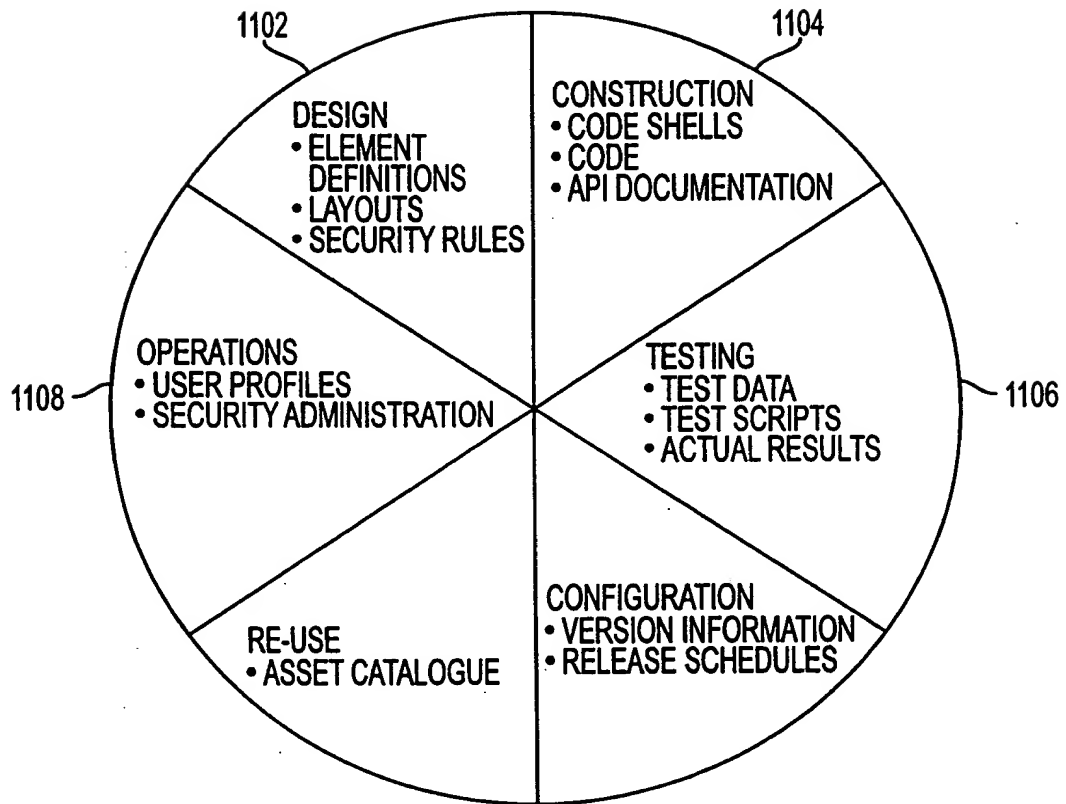 1102
1104
DESIGN
• ELEMENT
DEFINITIONS
• LAYOUTS
• SECURITY RULES
CONSTRUCTION
• CODE SHELLS
• CODE
• API DOCUMENTATION
OPERATIONS
• USER PROFILES
• SECURITY ADMINISTRATION
1108
TESTING
• TEST DATA
• TEST SCRIPTS
• ACTUAL RESULTS
1106
RE-USE
• ASSET CATALOGUE
CONFIGURATION
• VERSION INFORMATION
• RELEASE SCHEDULES